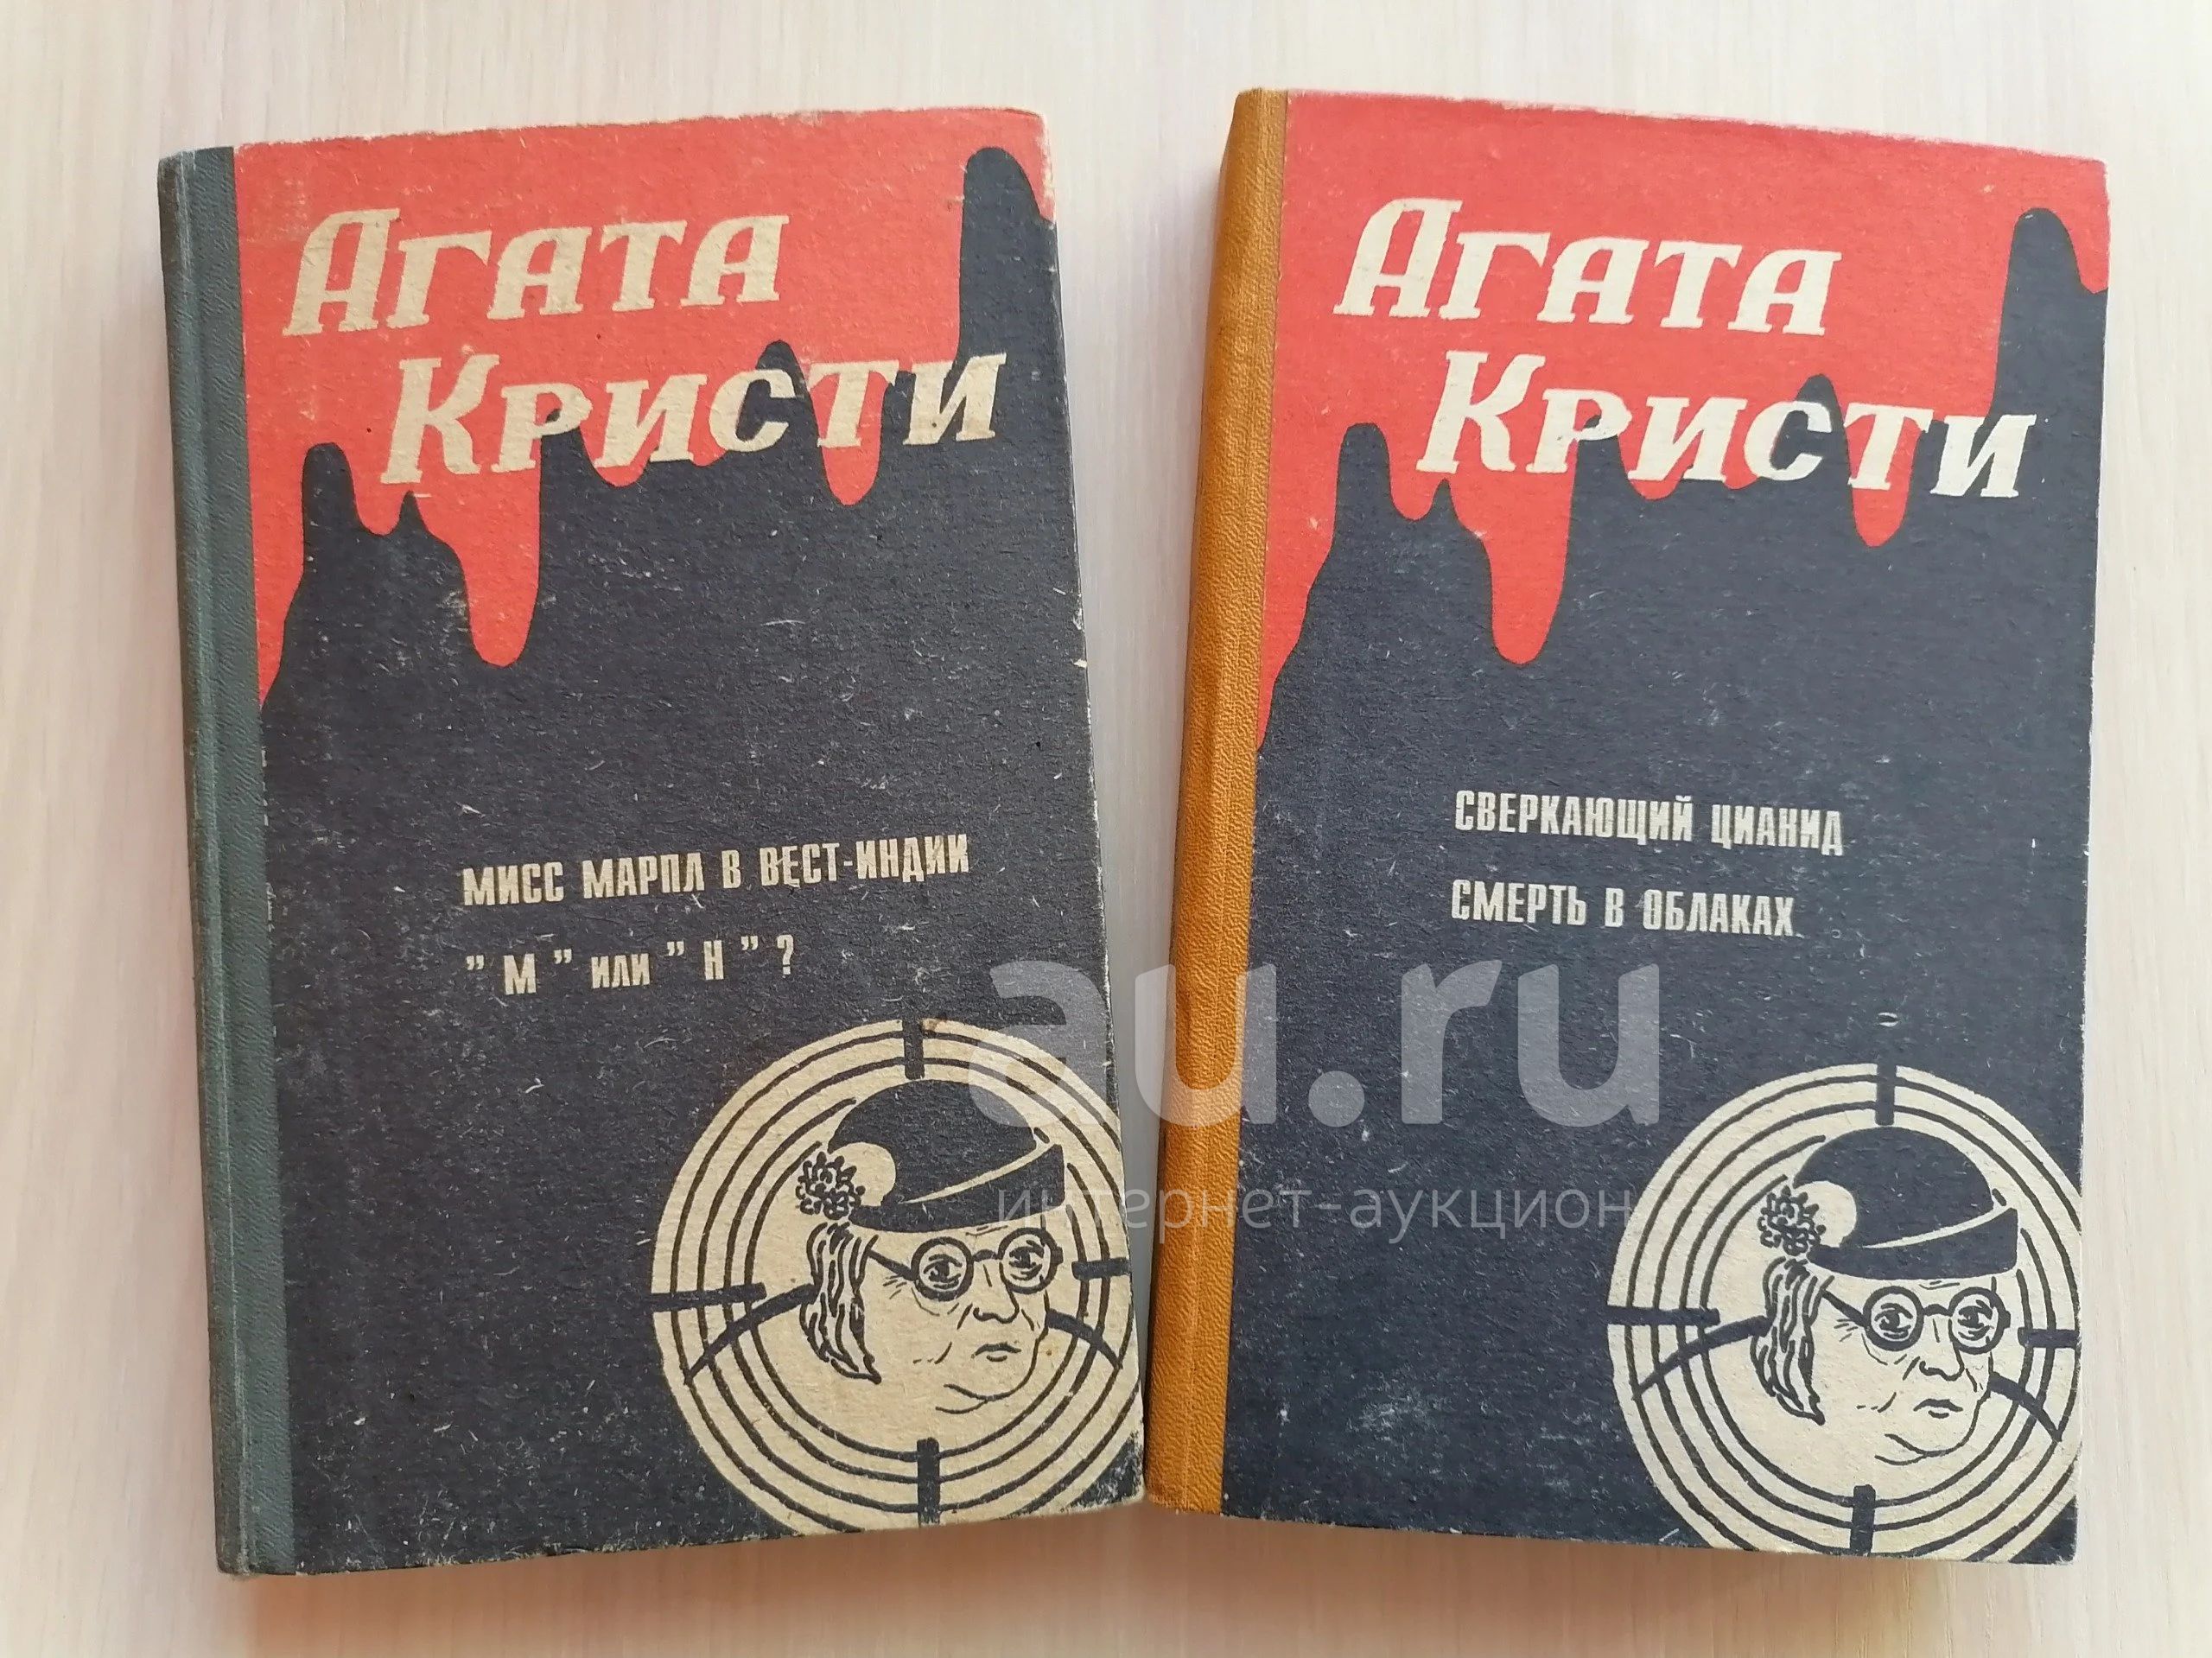 Агата
Кристи
МИСС МАРПЛ В ВЕСТ-ИНДИИ
" М " или " Н " ?
Агата
Кристи
СВЕРКАЮЩИЙ ЦИАНИД
СМЕРТЬ В ОБЛАКАХ
au.ru
интернет-аукцион